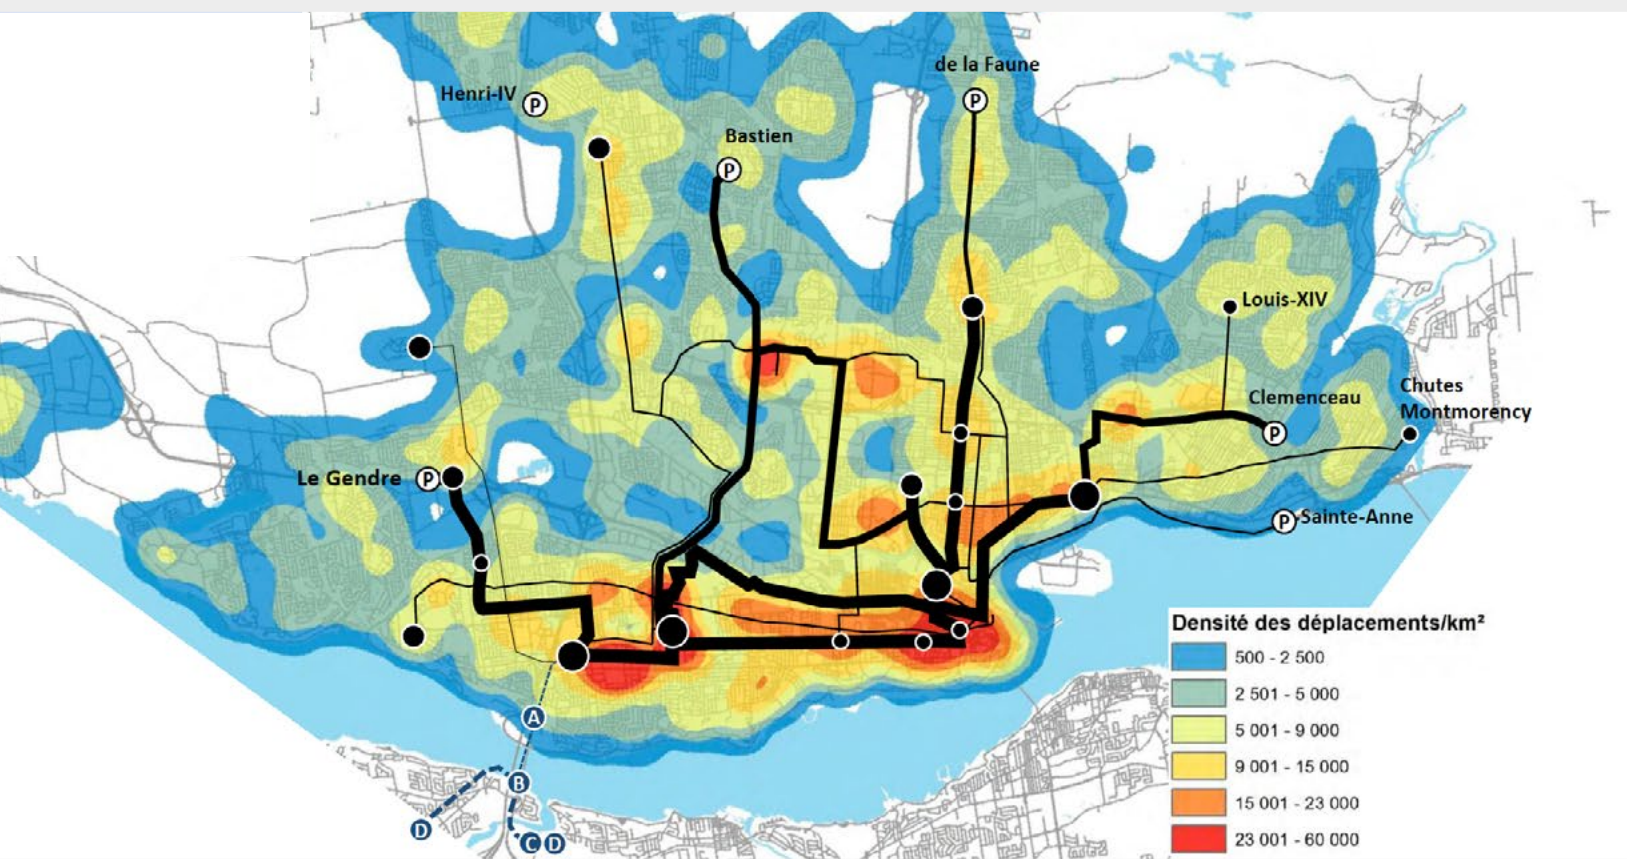 de la Faune
P
Henri-IV
P
Bastien
P
Louis-XIV
Chutes
Montmorency
Clemenceau
P
Le Gendre
P
P
Sainte-Anne
A
B
D
C
D
Densité des déplacements/km²
500 - 2 500
2 501 - 5 000
5 001 - 9 000
9 001 - 15 000
15 001 - 23 000
23 001 - 60 000